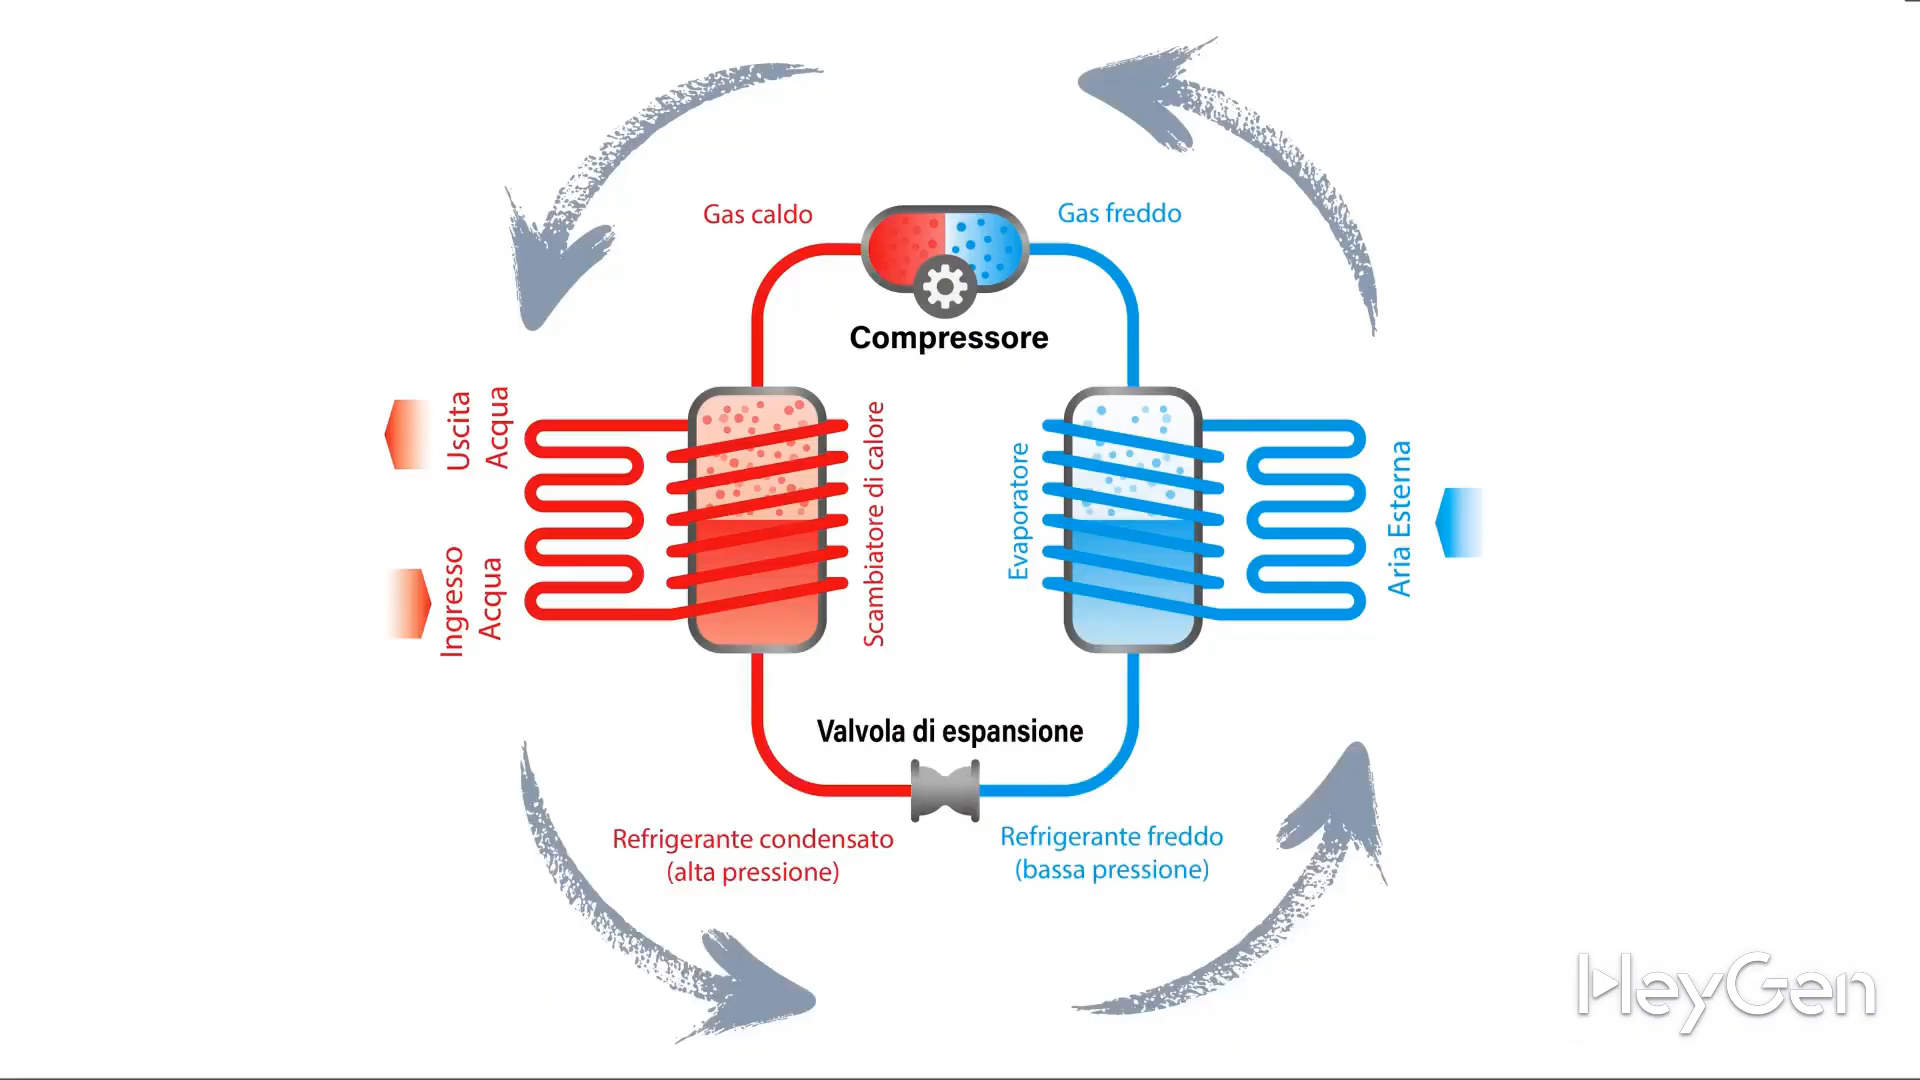 Gas caldo
Gas freddo
Compressore
Uscita
Acqua
Ingresso
Acqua
Scambiatore di calore
Evaporatore
Aria Esterna
Valvola di espansione
Refrigerante condensato
(alta pressione)
Refrigerante freddo
(bassa pressione)
HeyGen